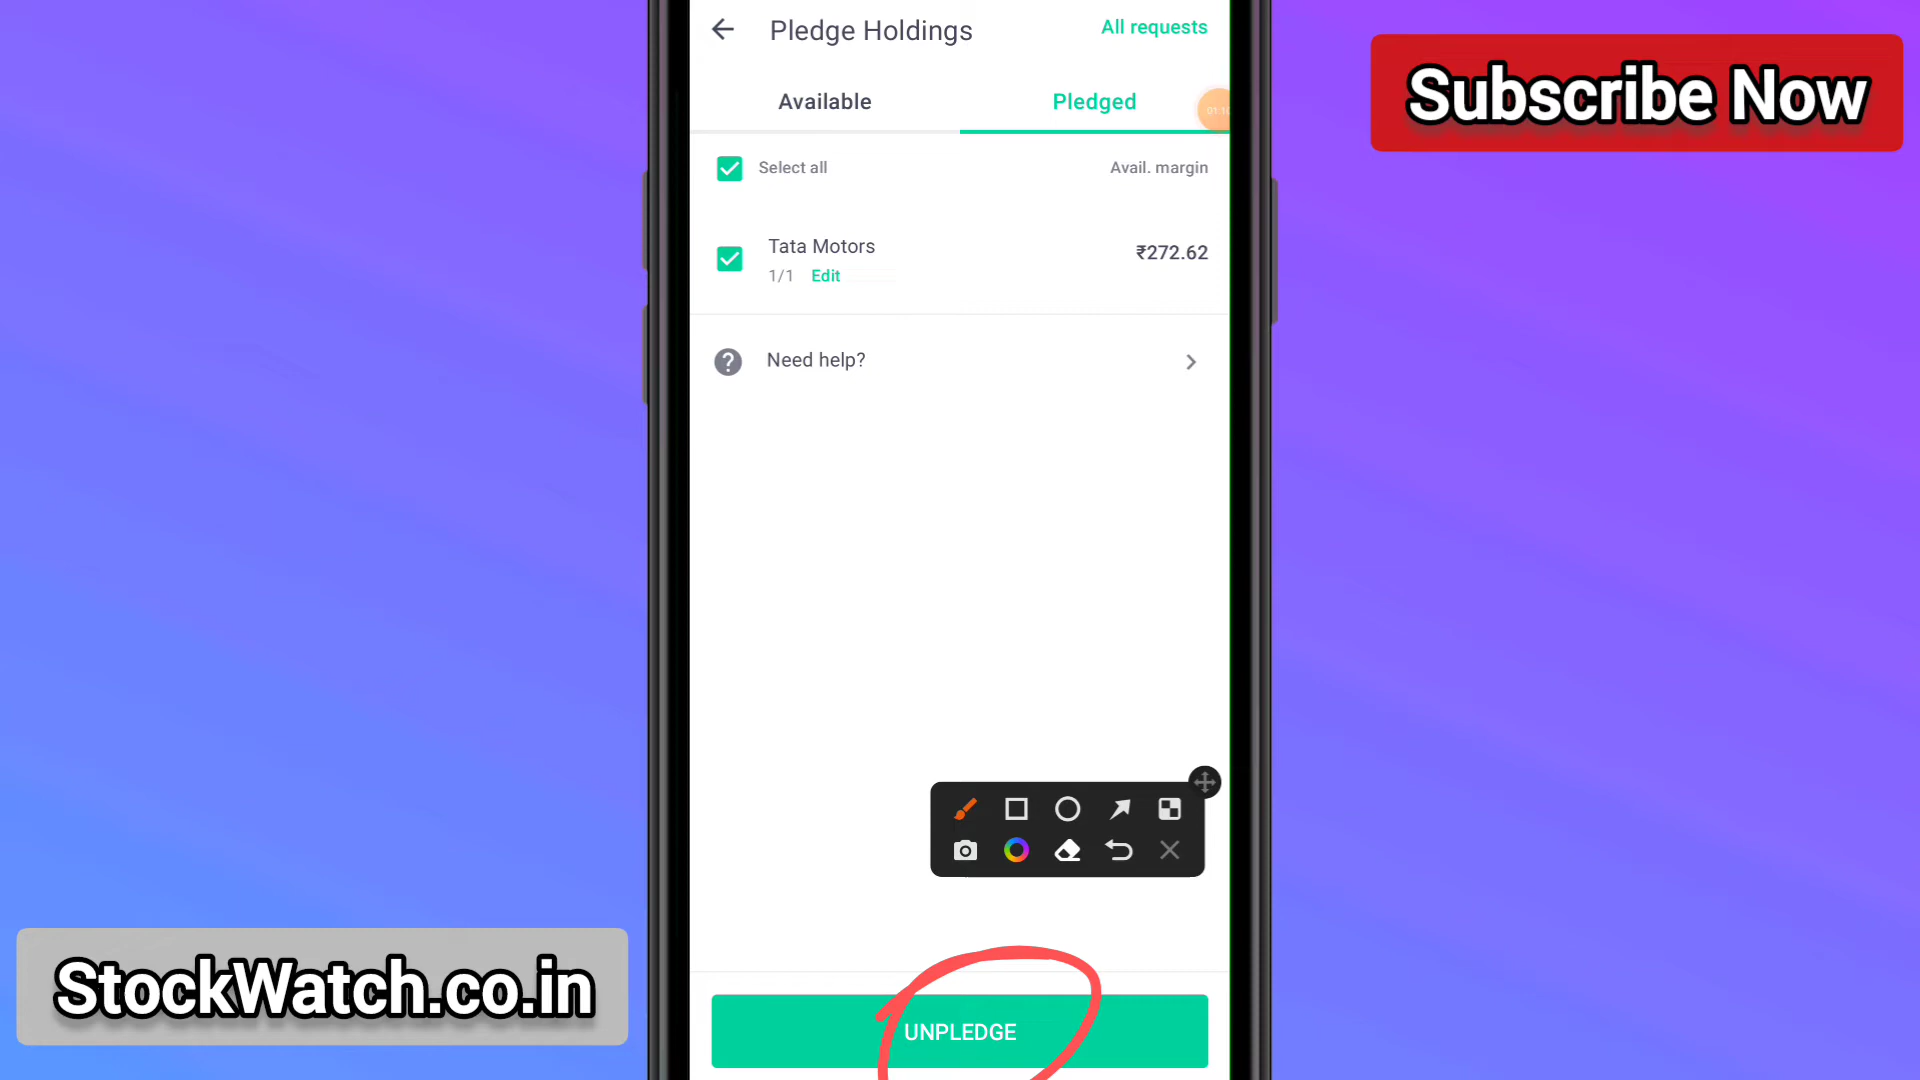 Pledge Holdings
All requests
Subscribe Now
Available
Pledged
Select all
Avail. margin
Tata Motors
₹272.62
1/1 Edit
Need help?
StockWatch.co.in
UNPLEDGE